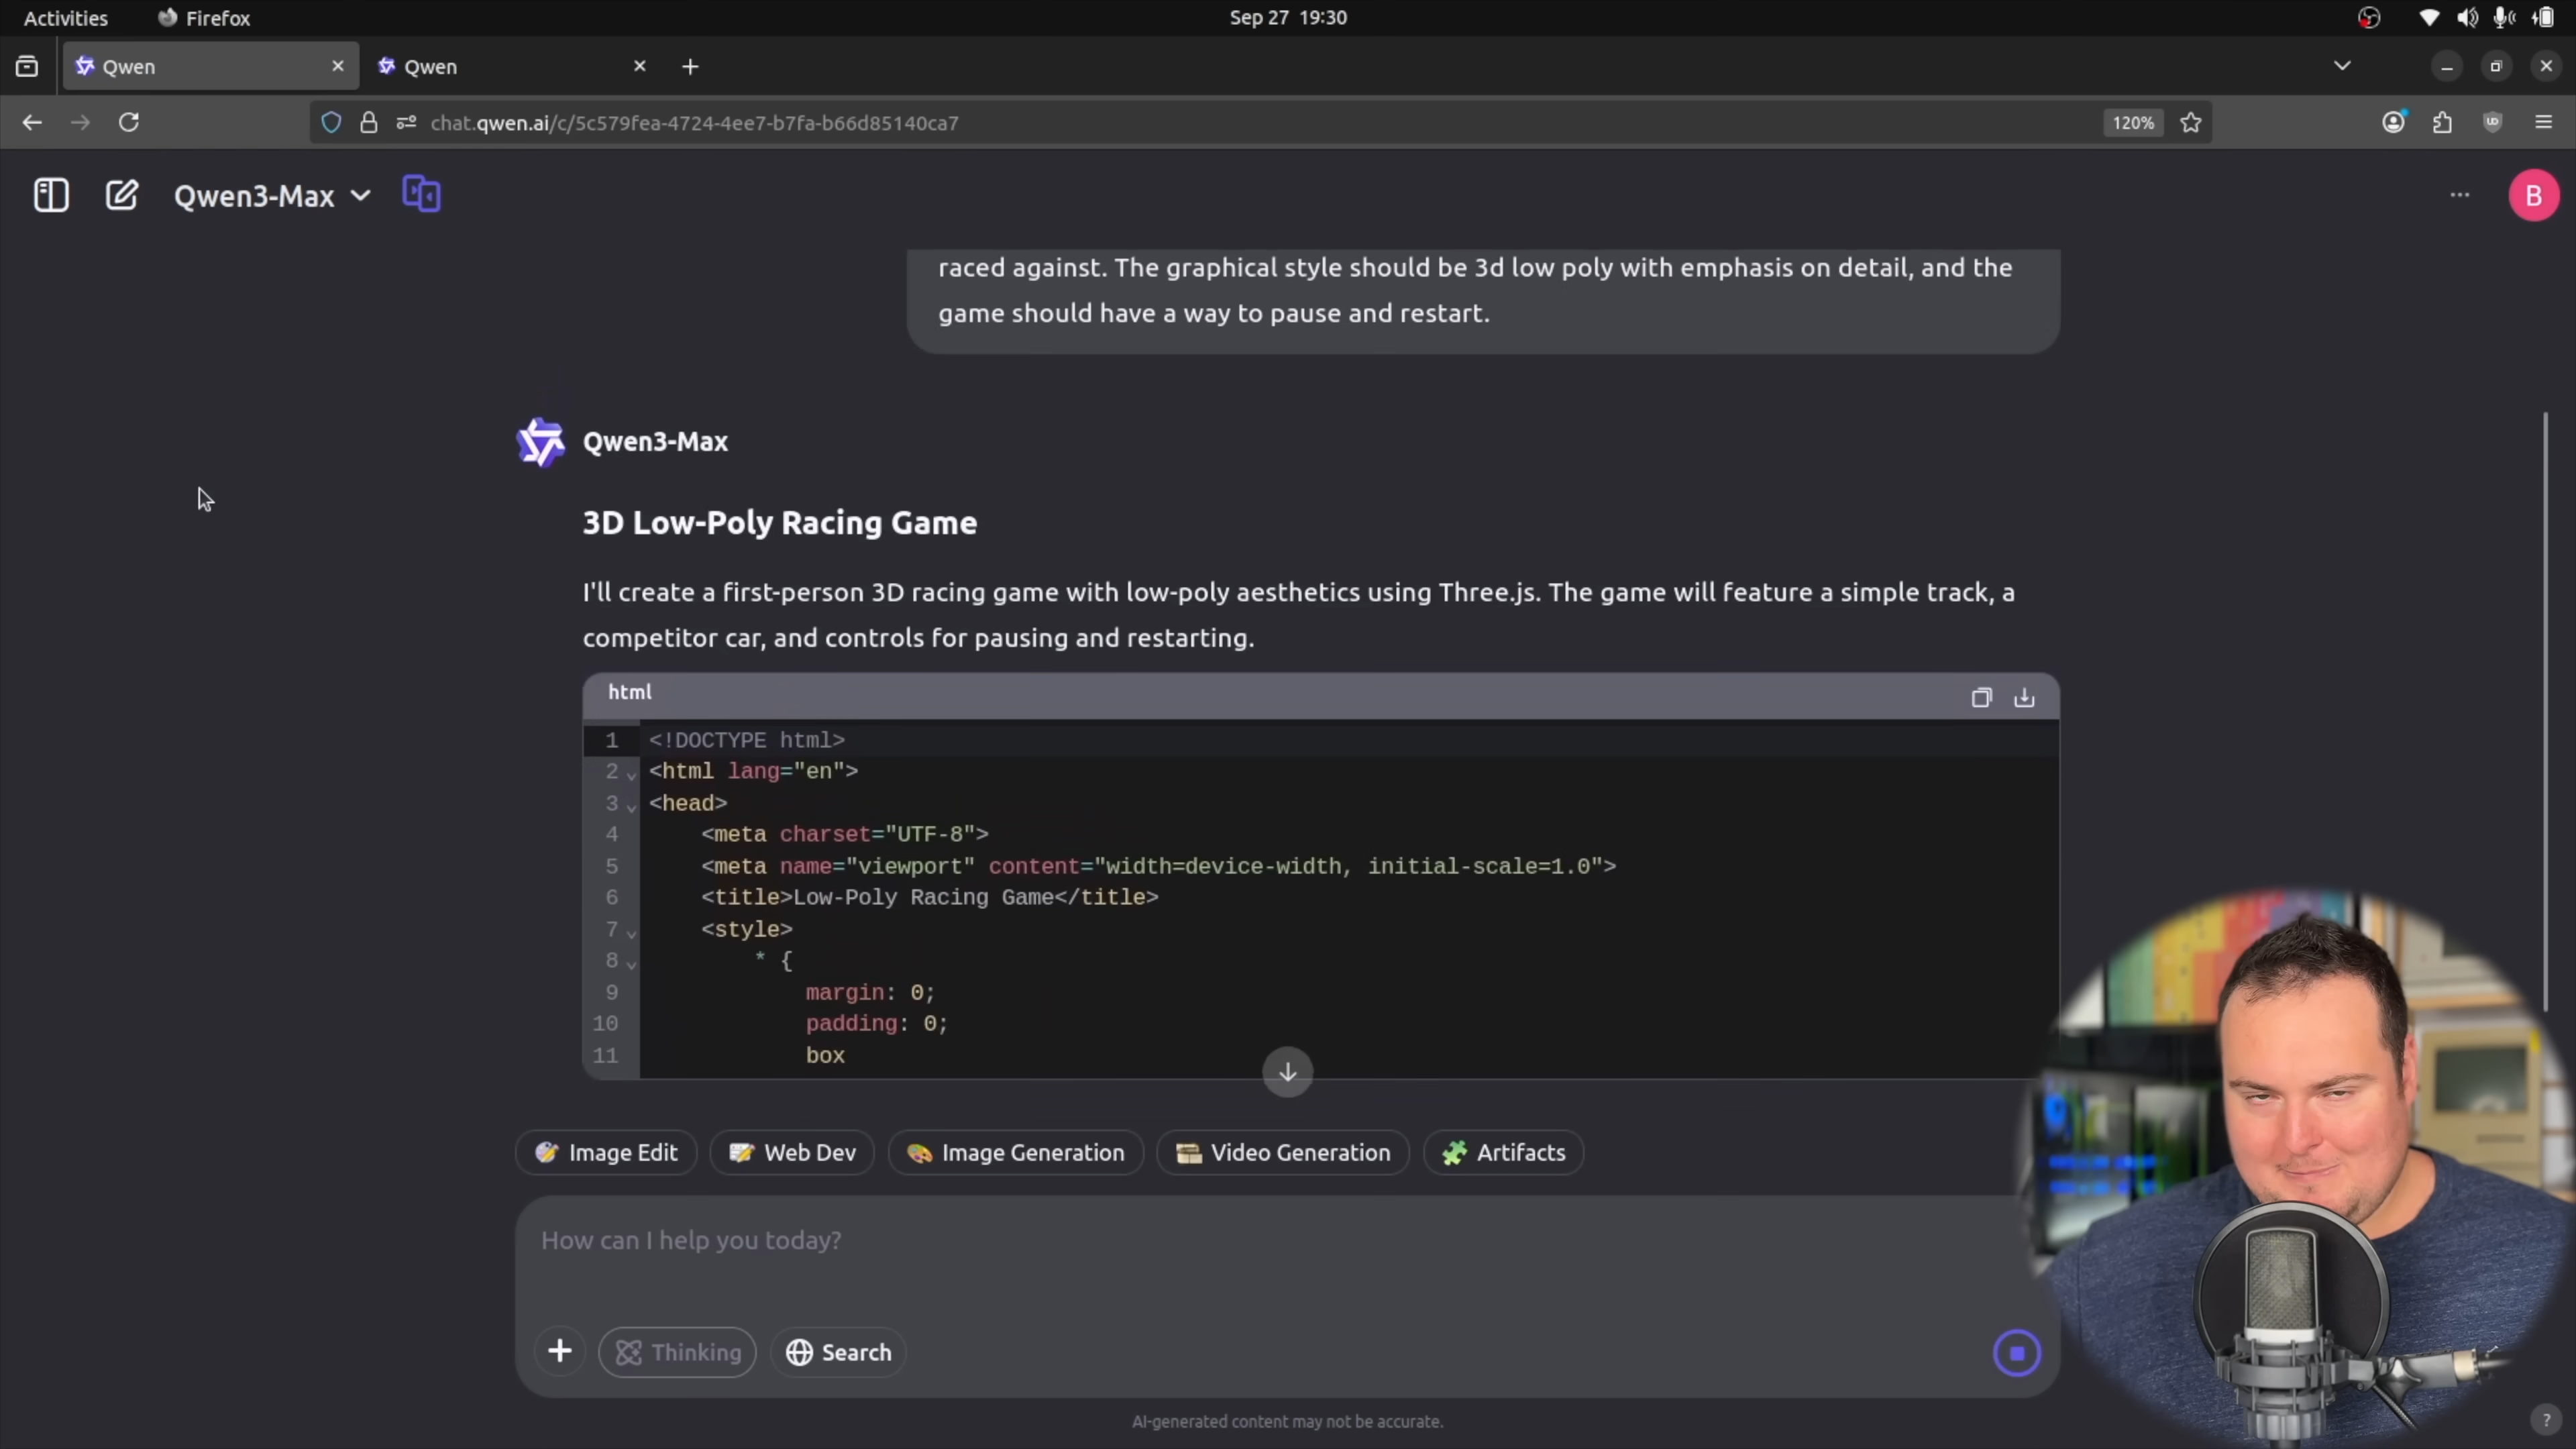 Activities Firefox Sep 27 19:30
Qwen Qwen
chat.qwen.ai/c/5c579fea-4724-4ee7-b7fa-b66d85140ca7 120%
Qwen3-Max B
raced against. The graphical style should be 3d low poly with emphasis on detail, and the
game should have a way to pause and restart.
Qwen3-Max
3D Low-Poly Racing Game
I'll create a first-person 3D racing game with low-poly aesthetics using Three.js. The game will feature a simple track, a
competitor car, and controls for pausing and restarting.
html
1 <!DOCTYPE html>
2 <html lang="en">
3 <head>
4 <meta charset="UTF-8">
5 <meta name="viewport" content="width=device-width, initial-scale=1.0">
6 <title>Low-Poly Racing Game</title>
7 <style>
8 * {
9 margin: 0;
10 padding: 0;
11 box
Image Edit Web Dev Image Generation Video Generation Artifacts
How can I help you today?
Thinking Search
AI-generated content may not be accurate.
?